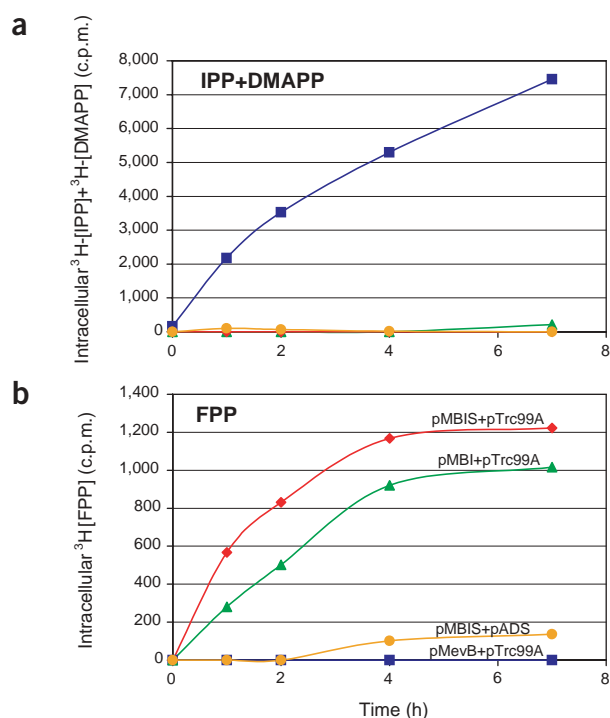 a
Intracellular ³H-[IPP]+³H-[DMAPP] (c.p.m.)
IPP+DMAPP
8,000
7,000
6,000
5,000
4,000
3,000
2,000
1,000
0
0 2 4 6 8
b
Intracellular ³H[FPP] (c.p.m.)
FPP
1,400
1,200
1,000
800
600
400
200
0
pMBIS+pTrc99A
pMBI+pTrc99A
pMBIS+pADS
pMevB+pTrc99A
0 2 4 6 8
Time (h)